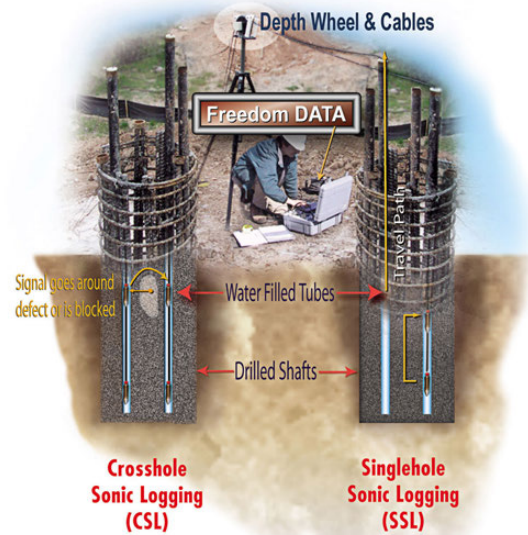 Depth Wheel & Cables
Freedom DATA
Travel Path
Signal goes around
defect or is blocked
Water Filled Tubes
Drilled Shafts
Crosshole
Sonic Logging
(CSL)
Singlehole
Sonic Logging
(SSL)